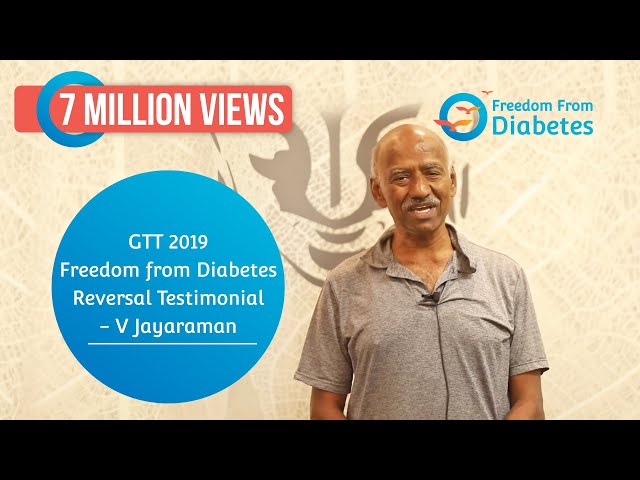 7 MILLION VIEWS
Freedom From
Diabetes
GTT 2019
Freedom from Diabetes
Reversal Testimonial
– V Jayaraman